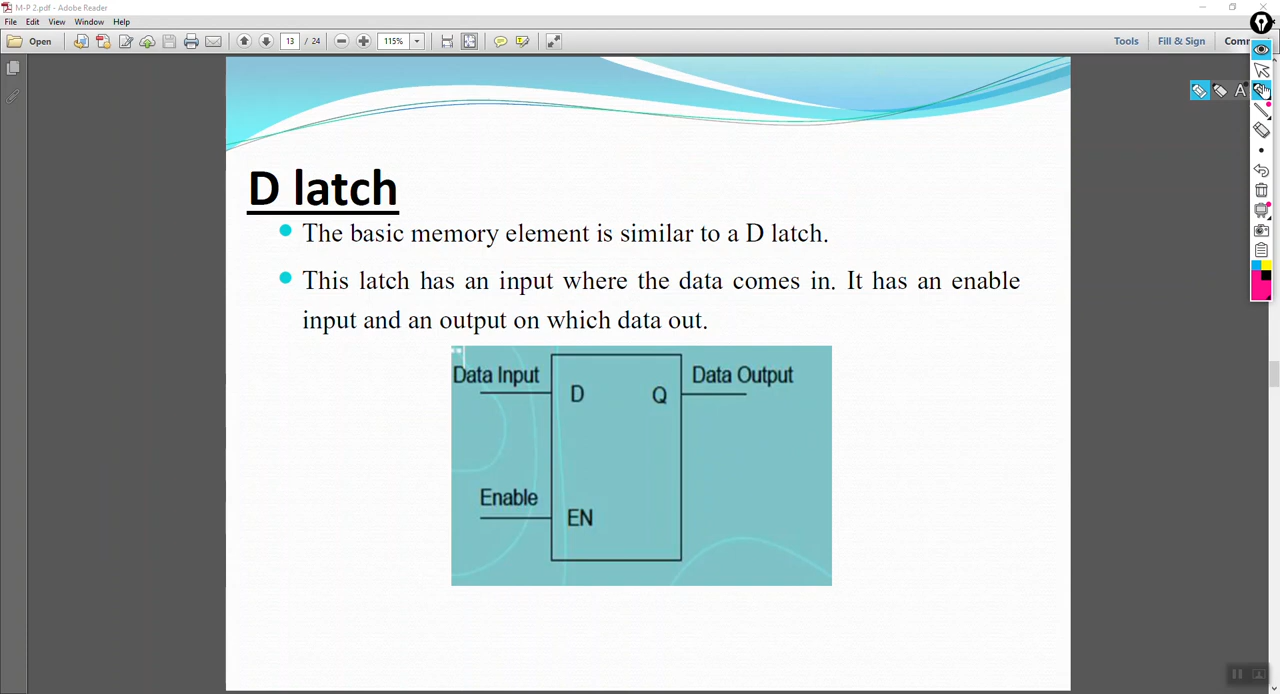 M-P 2.pdf - Adobe Reader
File Edit View Window Help
Open 13 / 24 115% Tools Fill & Sign
A
D latch
The basic memory element is similar to a D latch.
This latch has an input where the data comes in. It has an enable
input and an output on which data out.
Data Input Data Output
D Q
Enable
EN